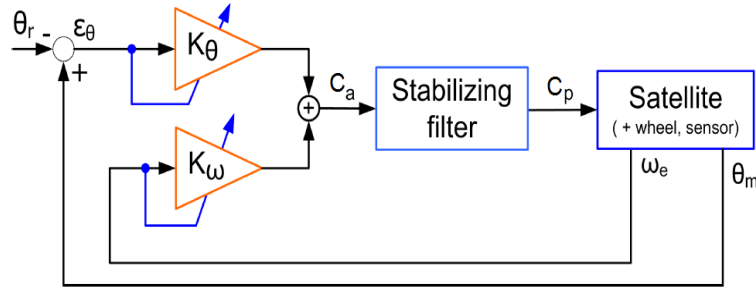 θr - εθ
+
Kθ
Kω
+
Ca
Stabilizing
filter
Cp
Satellite
( + wheel, sensor)
ωe
θm